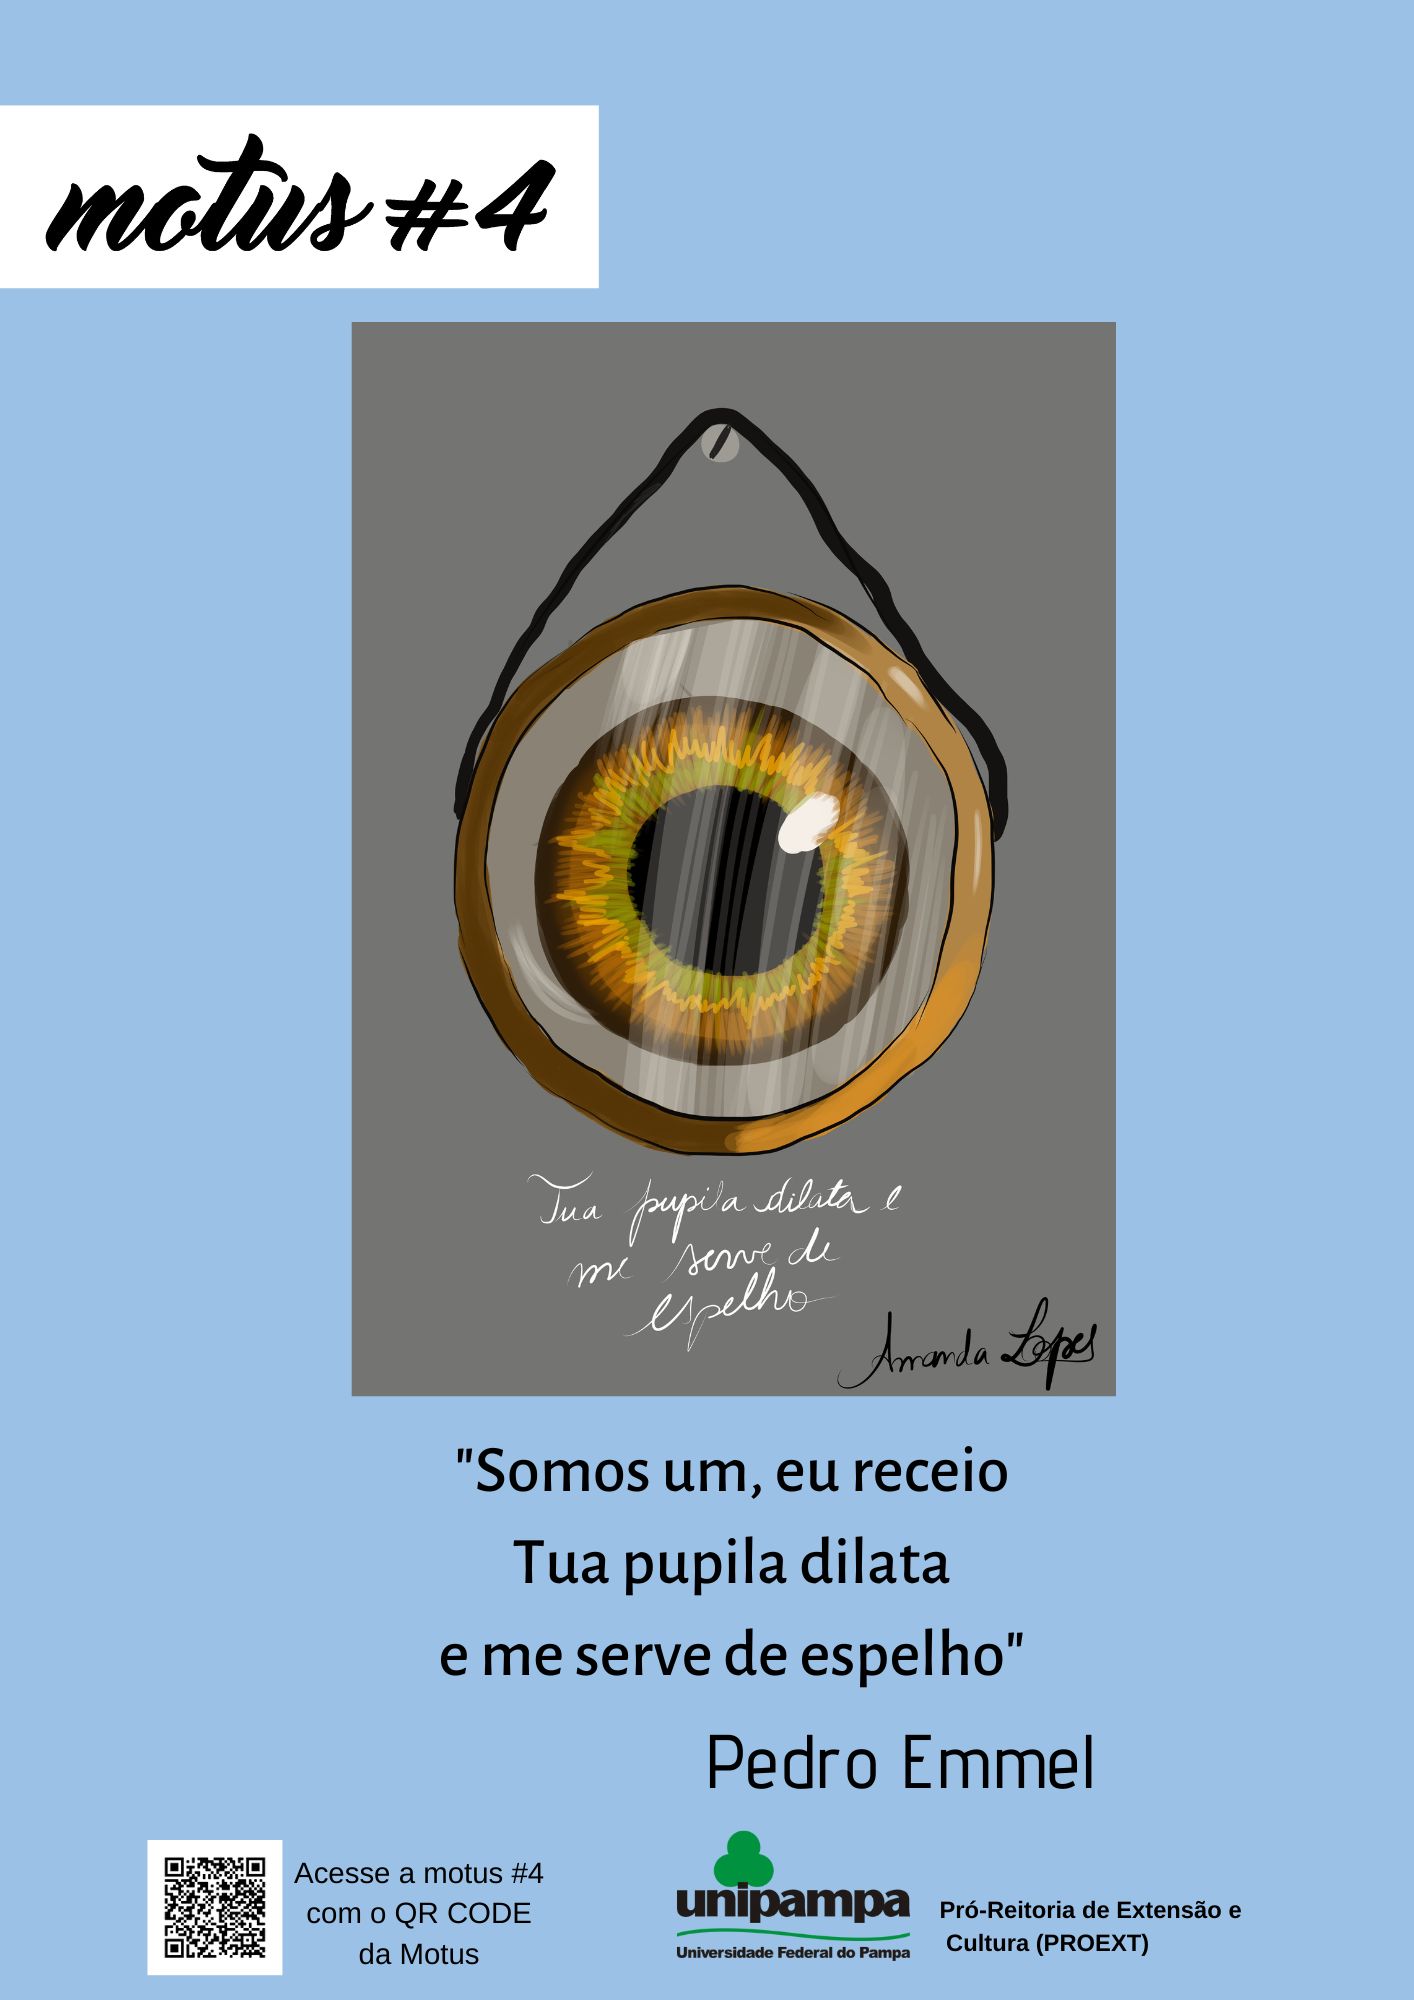 motus #4
Tua pupila dilata e
me serve de
espelho
Amanda Lopes
"Somos um, eu receio
Tua pupila dilata
e me serve de espelho"
Pedro Emmel
Acesse a motus #4
com o QR CODE
da Motus
unipampa
Universidade Federal do Pampa
Pró-Reitoria de Extensão e
Cultura (PROEXT)